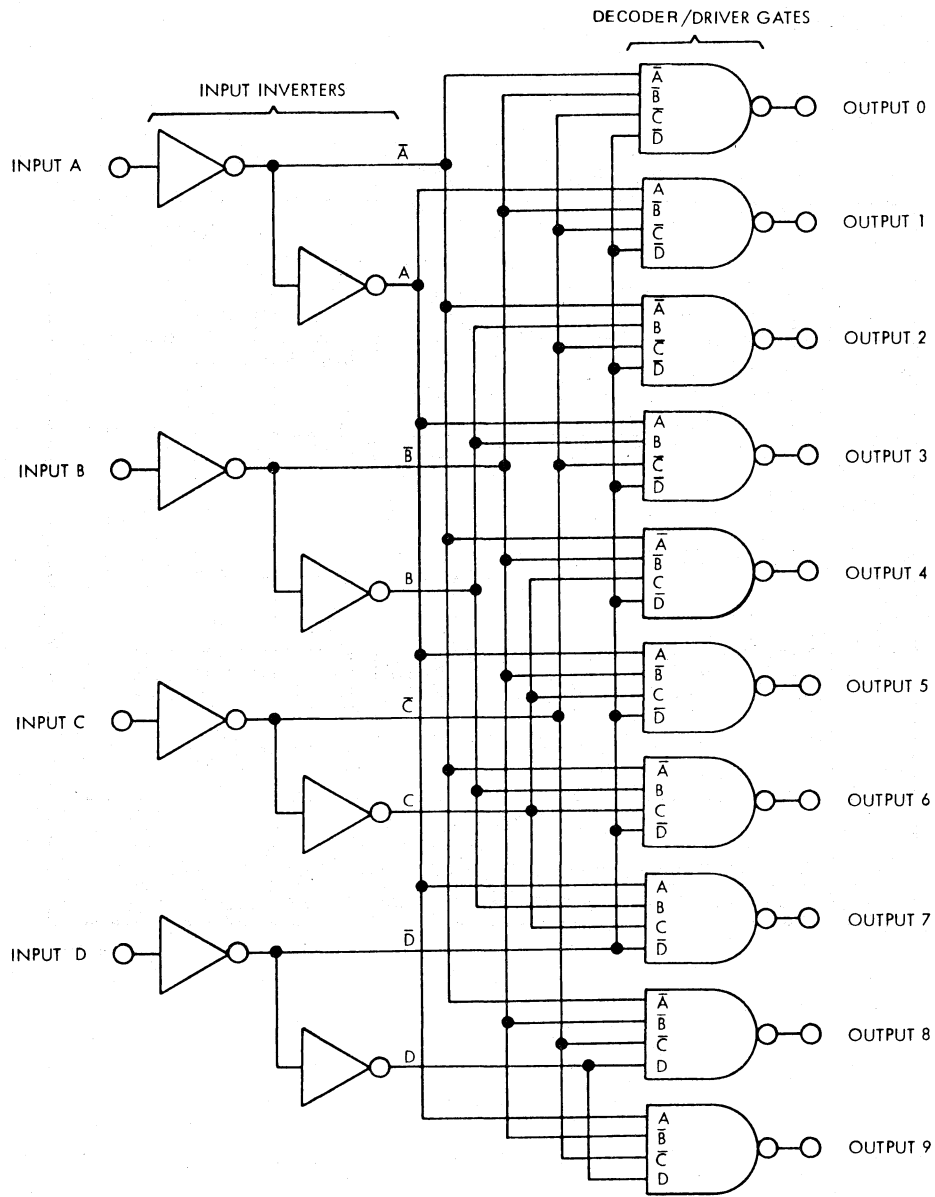 DECODER/DRIVER GATES
INPUT INVERTERS
INPUT A
A̅
A
INPUT B
B̅
B
INPUT C
C̅
C
INPUT D
D̅
D
A̅
B̅
C̅
D̅
OUTPUT 0
A
B̅
C̅
D̅
OUTPUT 1
A̅
B
C̅
D̅
OUTPUT 2
A
B
C̅
D̅
OUTPUT 3
A̅
B̅
C
D̅
OUTPUT 4
A
B̅
C
D̅
OUTPUT 5
A̅
B
C
D̅
OUTPUT 6
A
B
C
D̅
OUTPUT 7
A̅
B̅
C̅
D
OUTPUT 8
A
B̅
C̅
D
OUTPUT 9